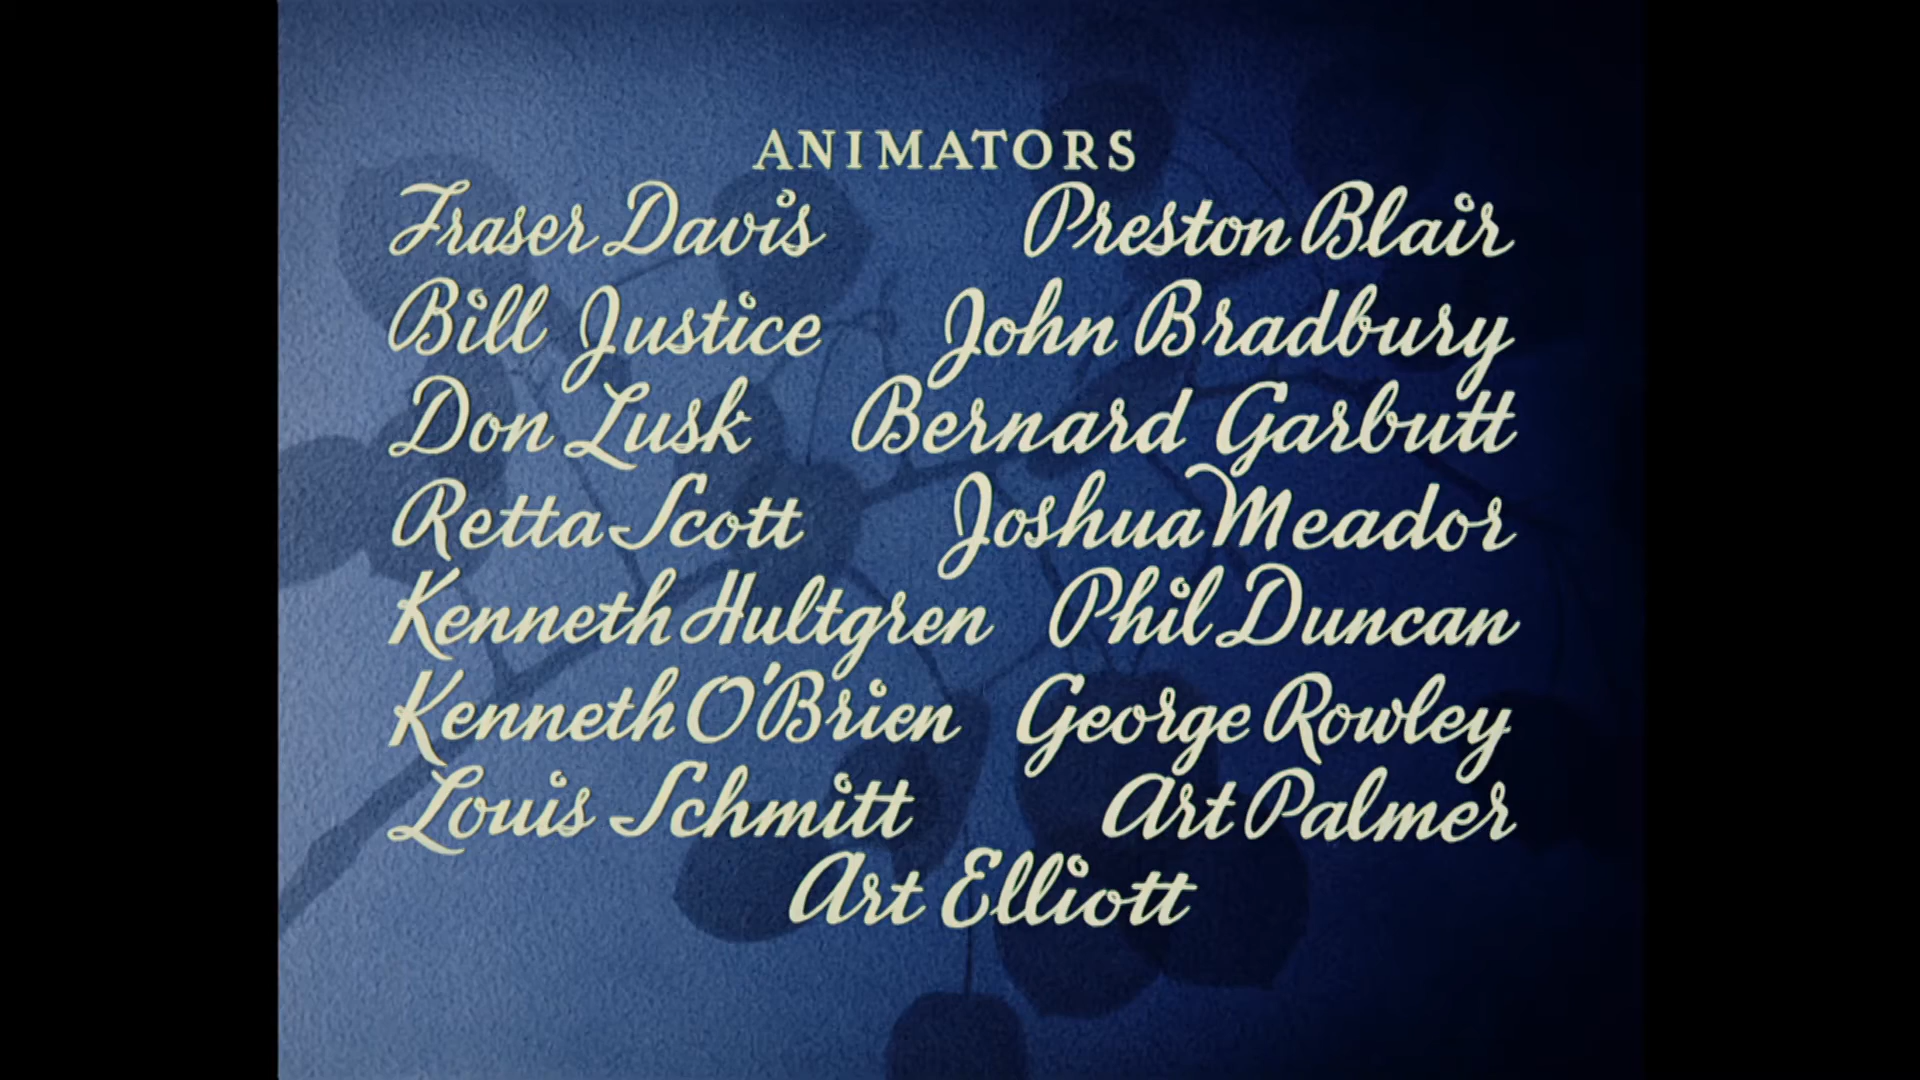 ANIMATORS
Fraser Davis Preston Blair
Bill Justice John Bradbury
Don Lusk Bernard Garbutt
Retta Scott Joshua Meador
Kenneth Hultgren Phil Duncan
Kenneth O'Brien George Rowley
Louis Schmitt Art Palmer
Art Elliott